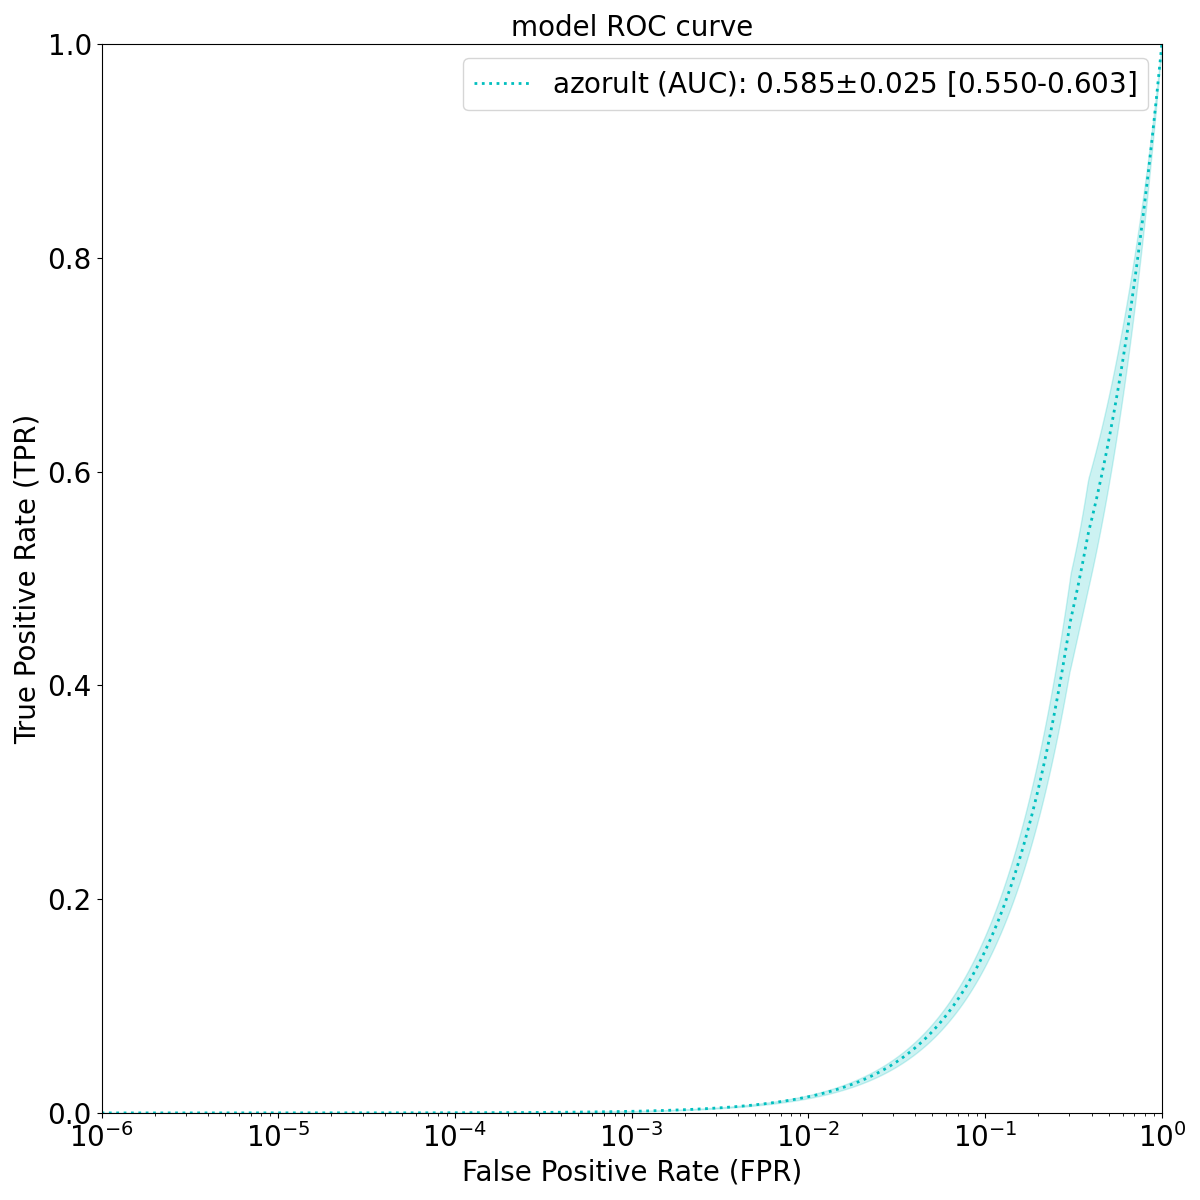 model ROC curve
azorult (AUC): 0.585±0.025 [0.550-0.603]
1.0
0.8
0.6
0.4
0.2
0.0
True Positive Rate (TPR)
10⁻⁶ 10⁻⁵ 10⁻⁴ 10⁻³ 10⁻² 10⁻¹ 10⁰
False Positive Rate (FPR)